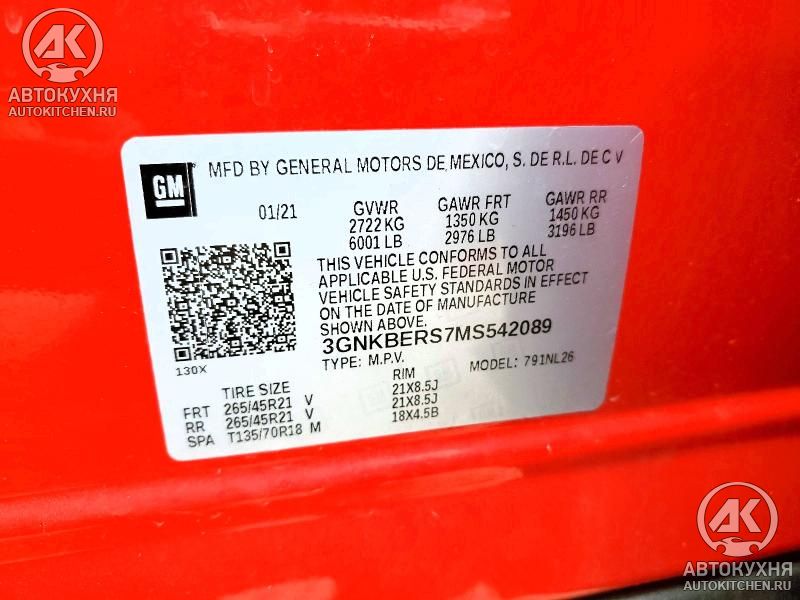 AK
АВТОКУХНЯ
AUTOKITCHEN.RU
GM
MFD BY GENERAL MOTORS DE MEXICO, S. DE R.L. DE C V
01/21
GVWR GAWR FRT GAWR RR
2722 KG 1350 KG 1450 KG
6001 LB 2976 LB 3196 LB
THIS VEHICLE CONFORMS TO ALL
APPLICABLE U.S. FEDERAL MOTOR
VEHICLE SAFETY STANDARDS IN EFFECT
ON THE DATE OF MANUFACTURE
SHOWN ABOVE.
3GNKBERS7MS542089
130X
TYPE: M.P.V. MODEL: 791NL26
TIRE SIZE RIM
FRT 265/45R21 V 21X8.5J
RR 265/45R21 V 21X8.5J
SPA T135/70R18 M 18X4.5B
AK
АВТОКУХНЯ
AUTOKITCHEN.RU